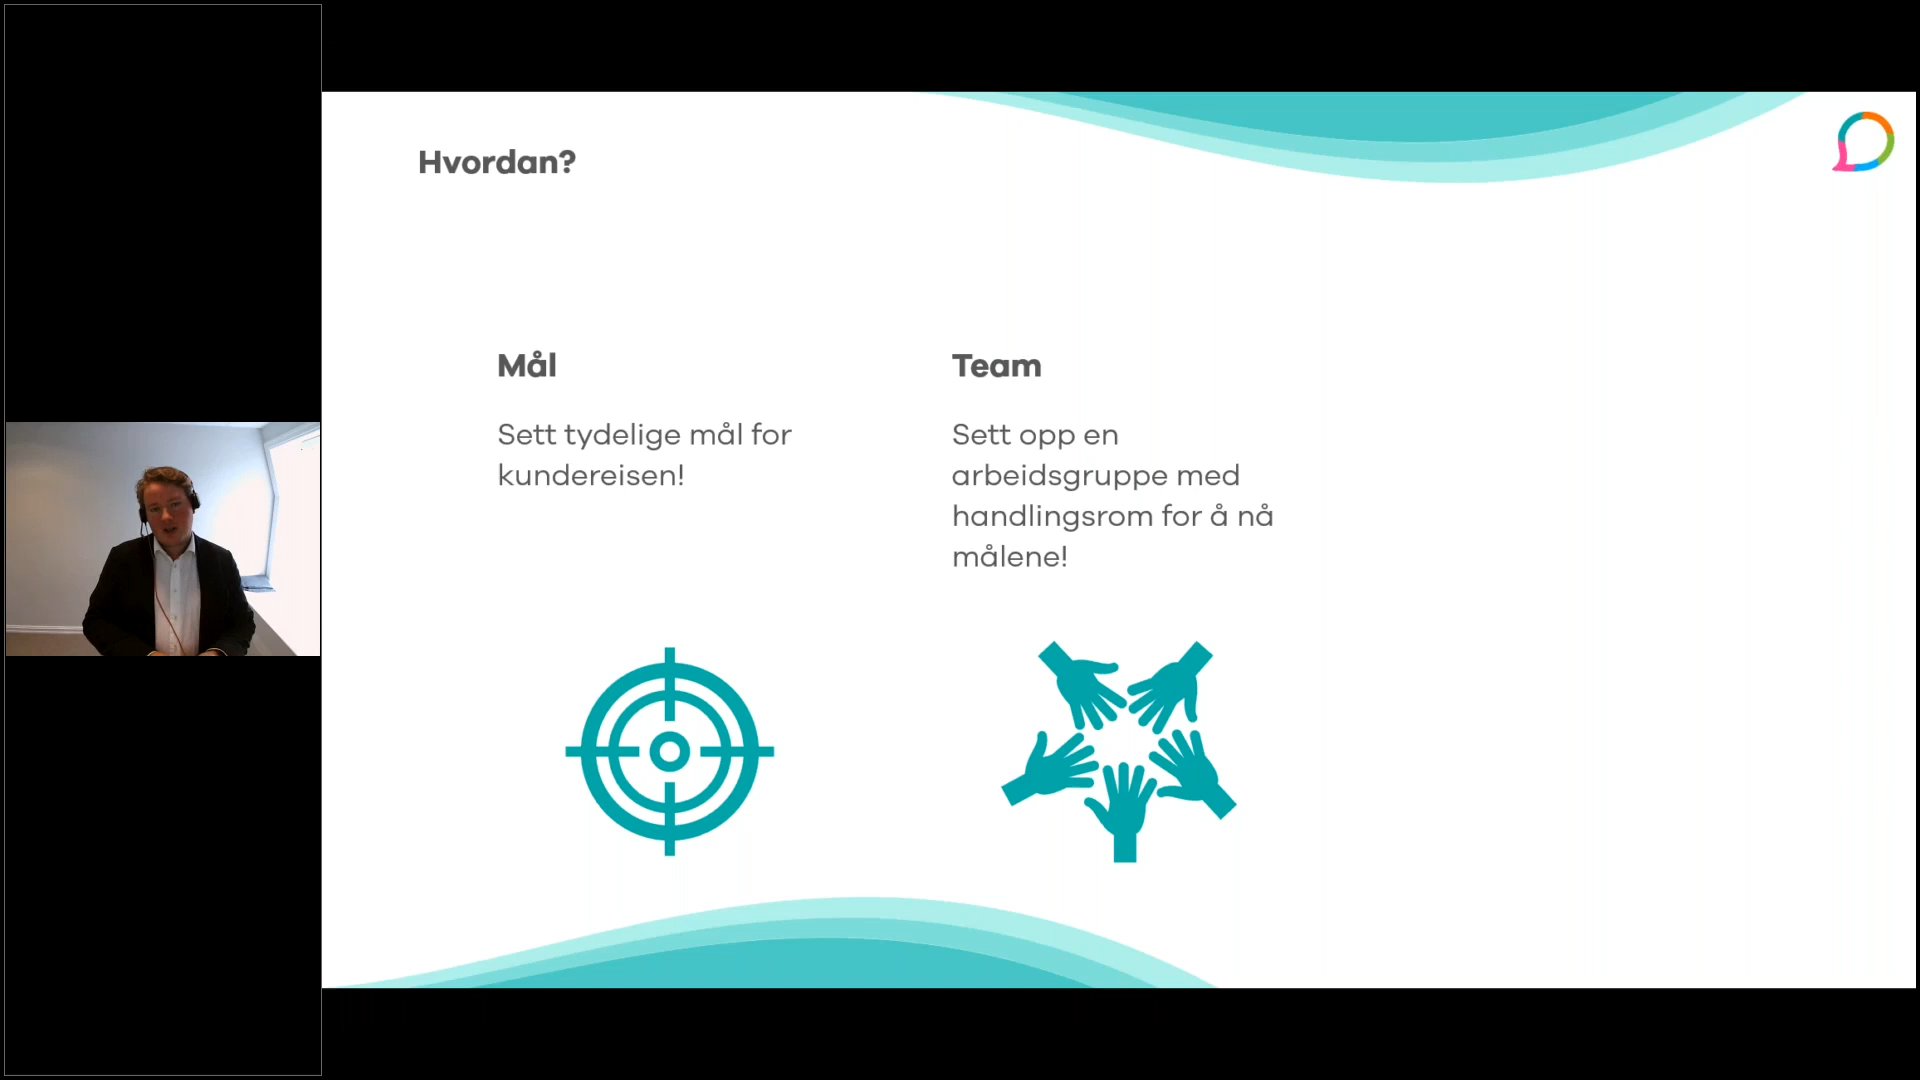 Hvordan?
Mål
Sett tydelige mål for
kundereisen!
Team
Sett opp en
arbeidsgruppe med
handlingsrom for å nå
målene!